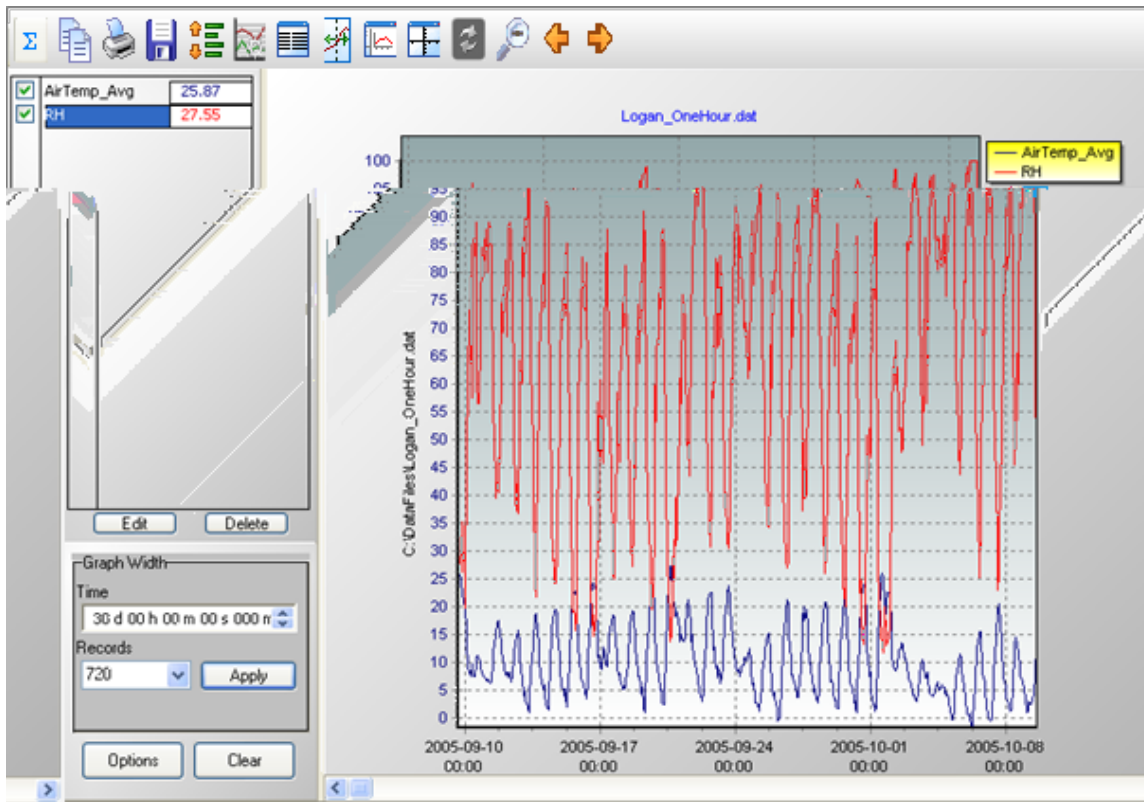 Σ
AirTemp_Avg 25.87
RH 27.55
Logan_OneHour.dat
AirTemp_Avg
RH
100
95
90
85
80
75
70
65
60
55
50
45
40
35
30
25
20
15
10
5
0
C:\DataFiles\Logan_OneHour.dat
2005-09-10 2005-09-17 2005-09-24 2005-10-01 2005-10-08
00:00 00:00 00:00 00:00 00:00
Edit Delete
Graph Width
Time
30 d 00 h 00 m 00 s 000 m
Records
720 Apply
Options Clear